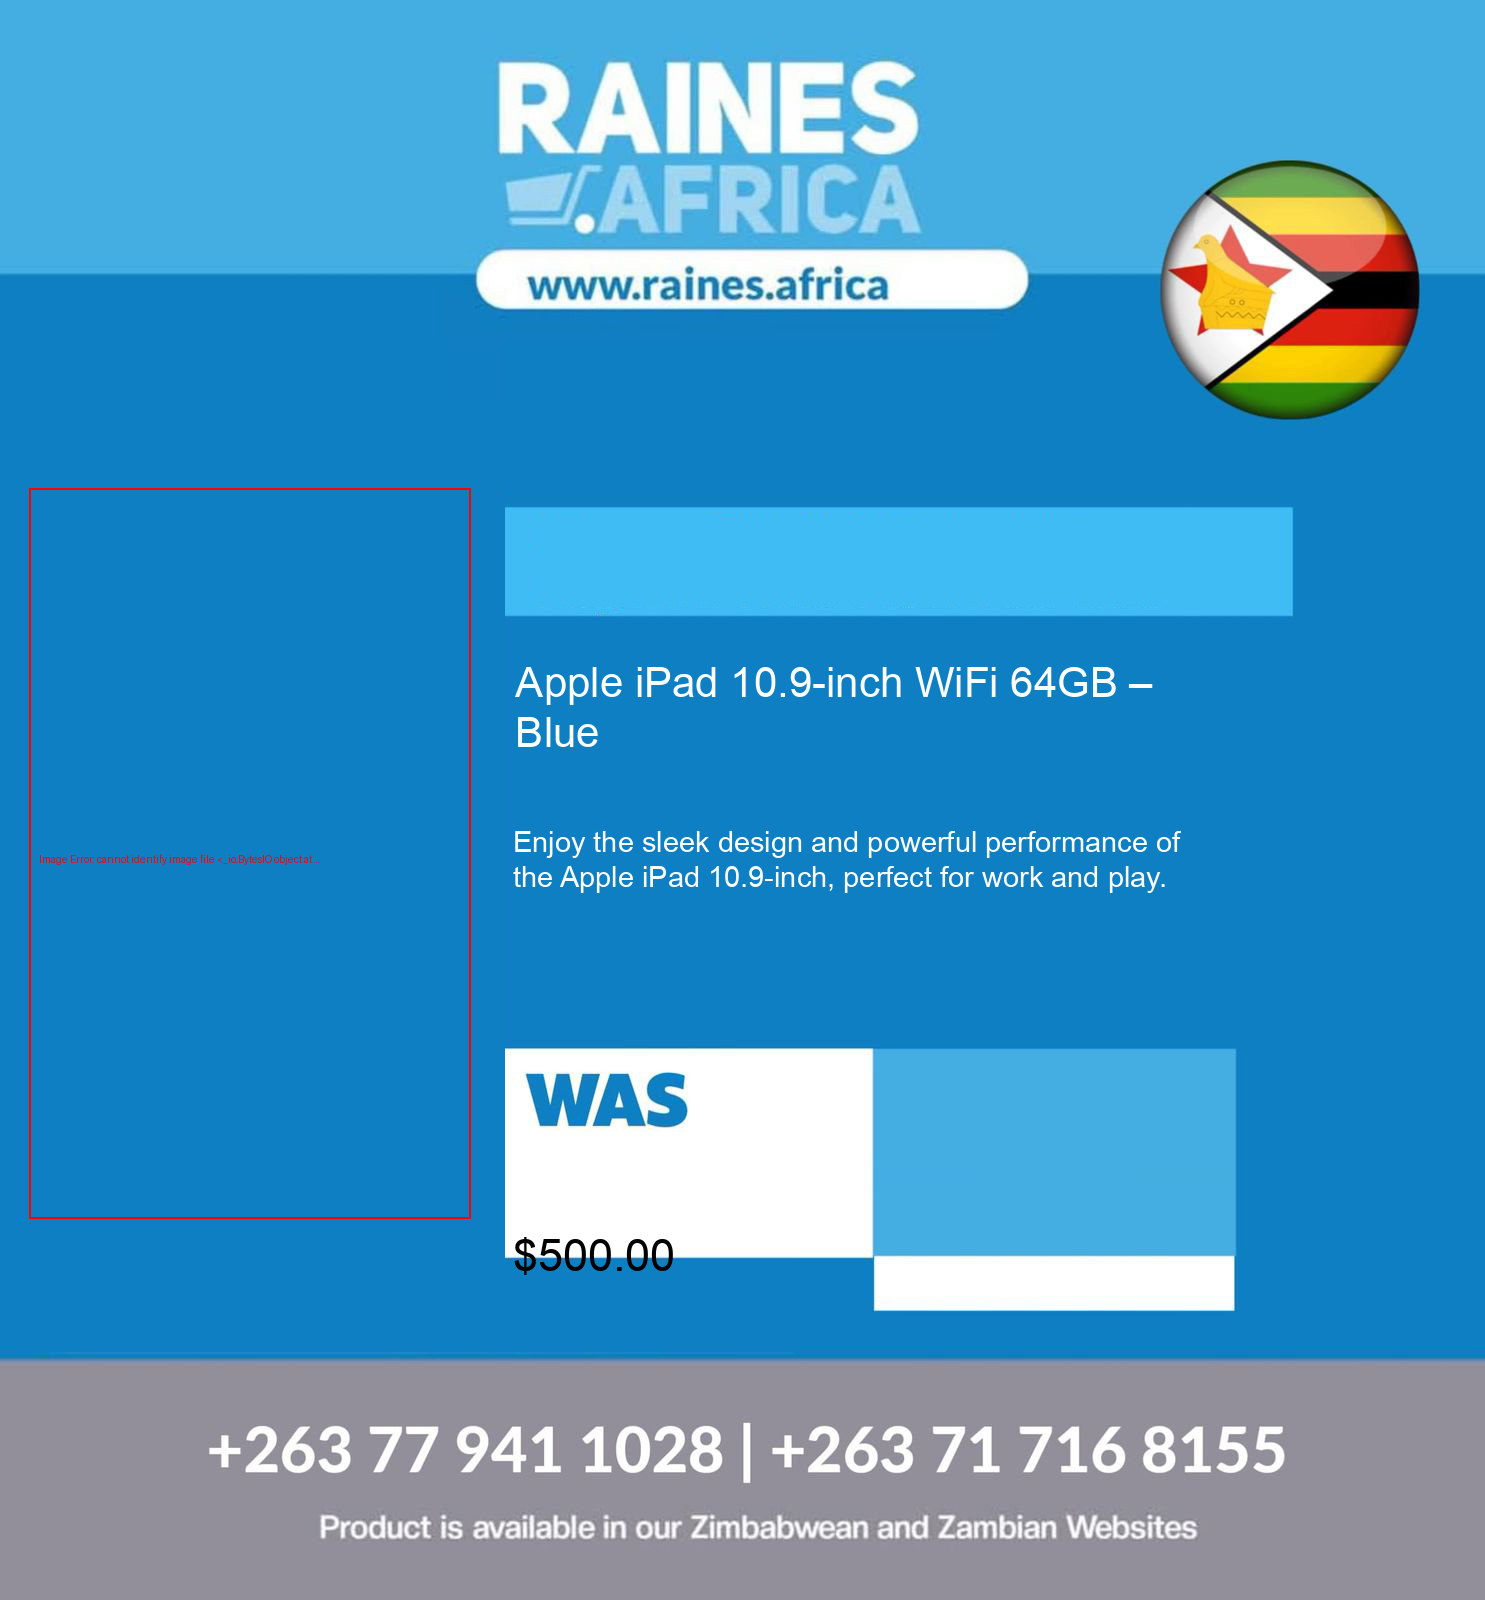 RAINES
.AFRICA
www.raines.africa
Apple iPad 10.9-inch WiFi 64GB –
Blue
Image Error: cannot identify image file <_io.BytesIO object at...
Enjoy the sleek design and powerful performance of
the Apple iPad 10.9-inch, perfect for work and play.
WAS
$500.00
+263 77 941 1028 | +263 71 716 8155
Product is available in our Zimbabwean and Zambian Websites